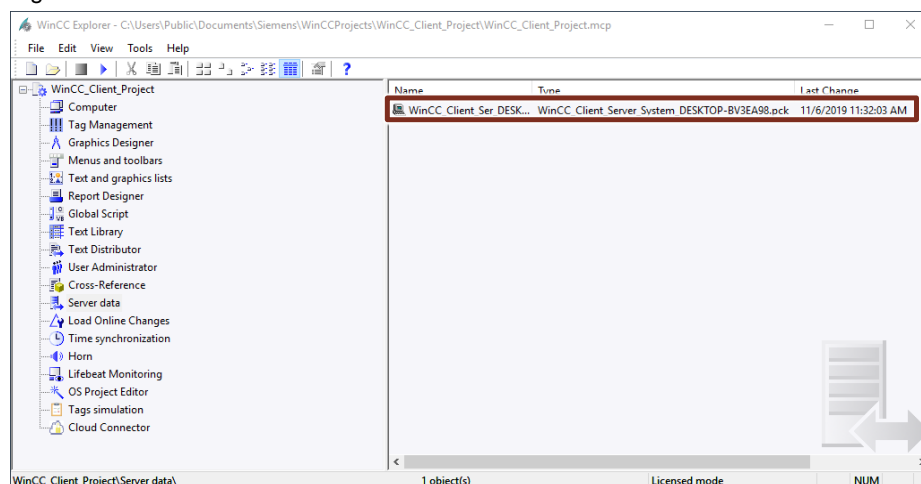 WinCC Explorer - C:\Users\Public\Documents\Siemens\WinCCProjects\WinCC_Client_Project\WinCC_Client_Project.mcp
File Edit View Tools Help
WinCC_Client_Project
Computer
Tag Management
Graphics Designer
Menus and toolbars
Text and graphics lists
Report Designer
Global Script
Text Library
Text Distributor
User Administrator
Cross-Reference
Server data
Load Online Changes
Time synchronization
Horn
Lifebeat Monitoring
OS Project Editor
Tags simulation
Cloud Connector
Name Type Last Change
WinCC_Client_Ser DESK... WinCC_Client_Server_System_DESKTOP-BV3EA98.pck 11/6/2019 11:32:03 AM
WinCC_Client_Project\Server data\ 1 object(s) Licensed mode NUM